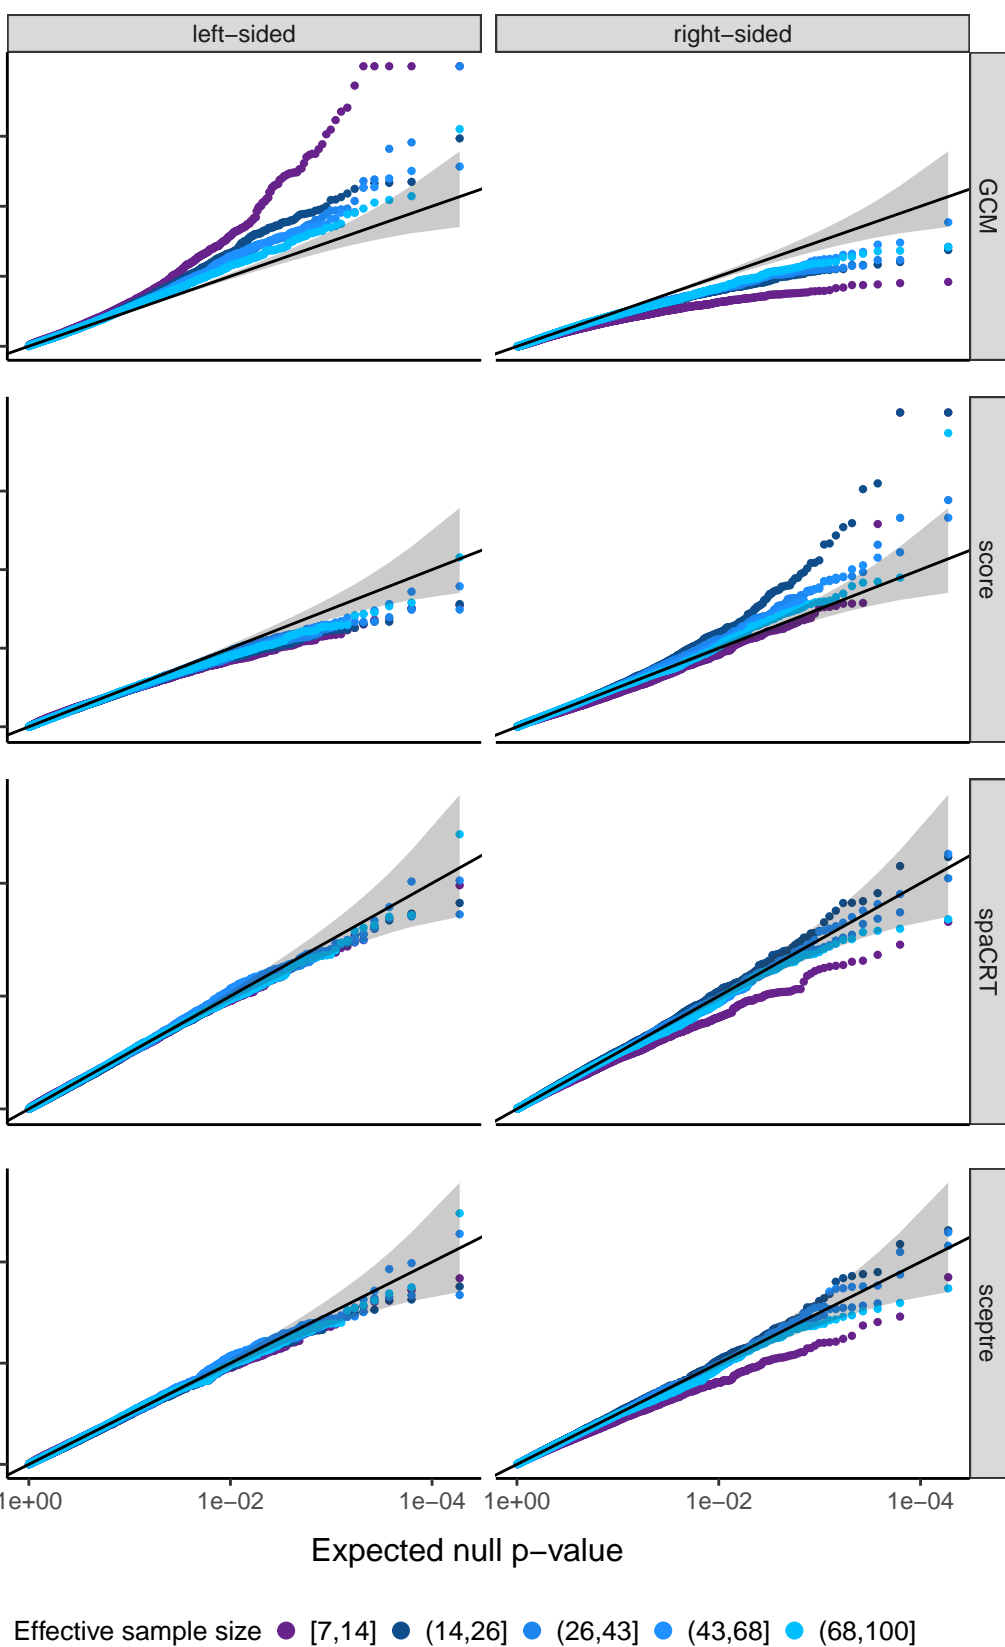 left−sided
right−sided
GCM
score
spaCRT
sceptre
1e+00
1e−02
1e−04
1e+00
1e−02
1e−04
Expected null p−value
Effective sample size [7,14] (14,26] (26,43] (43,68] (68,100]